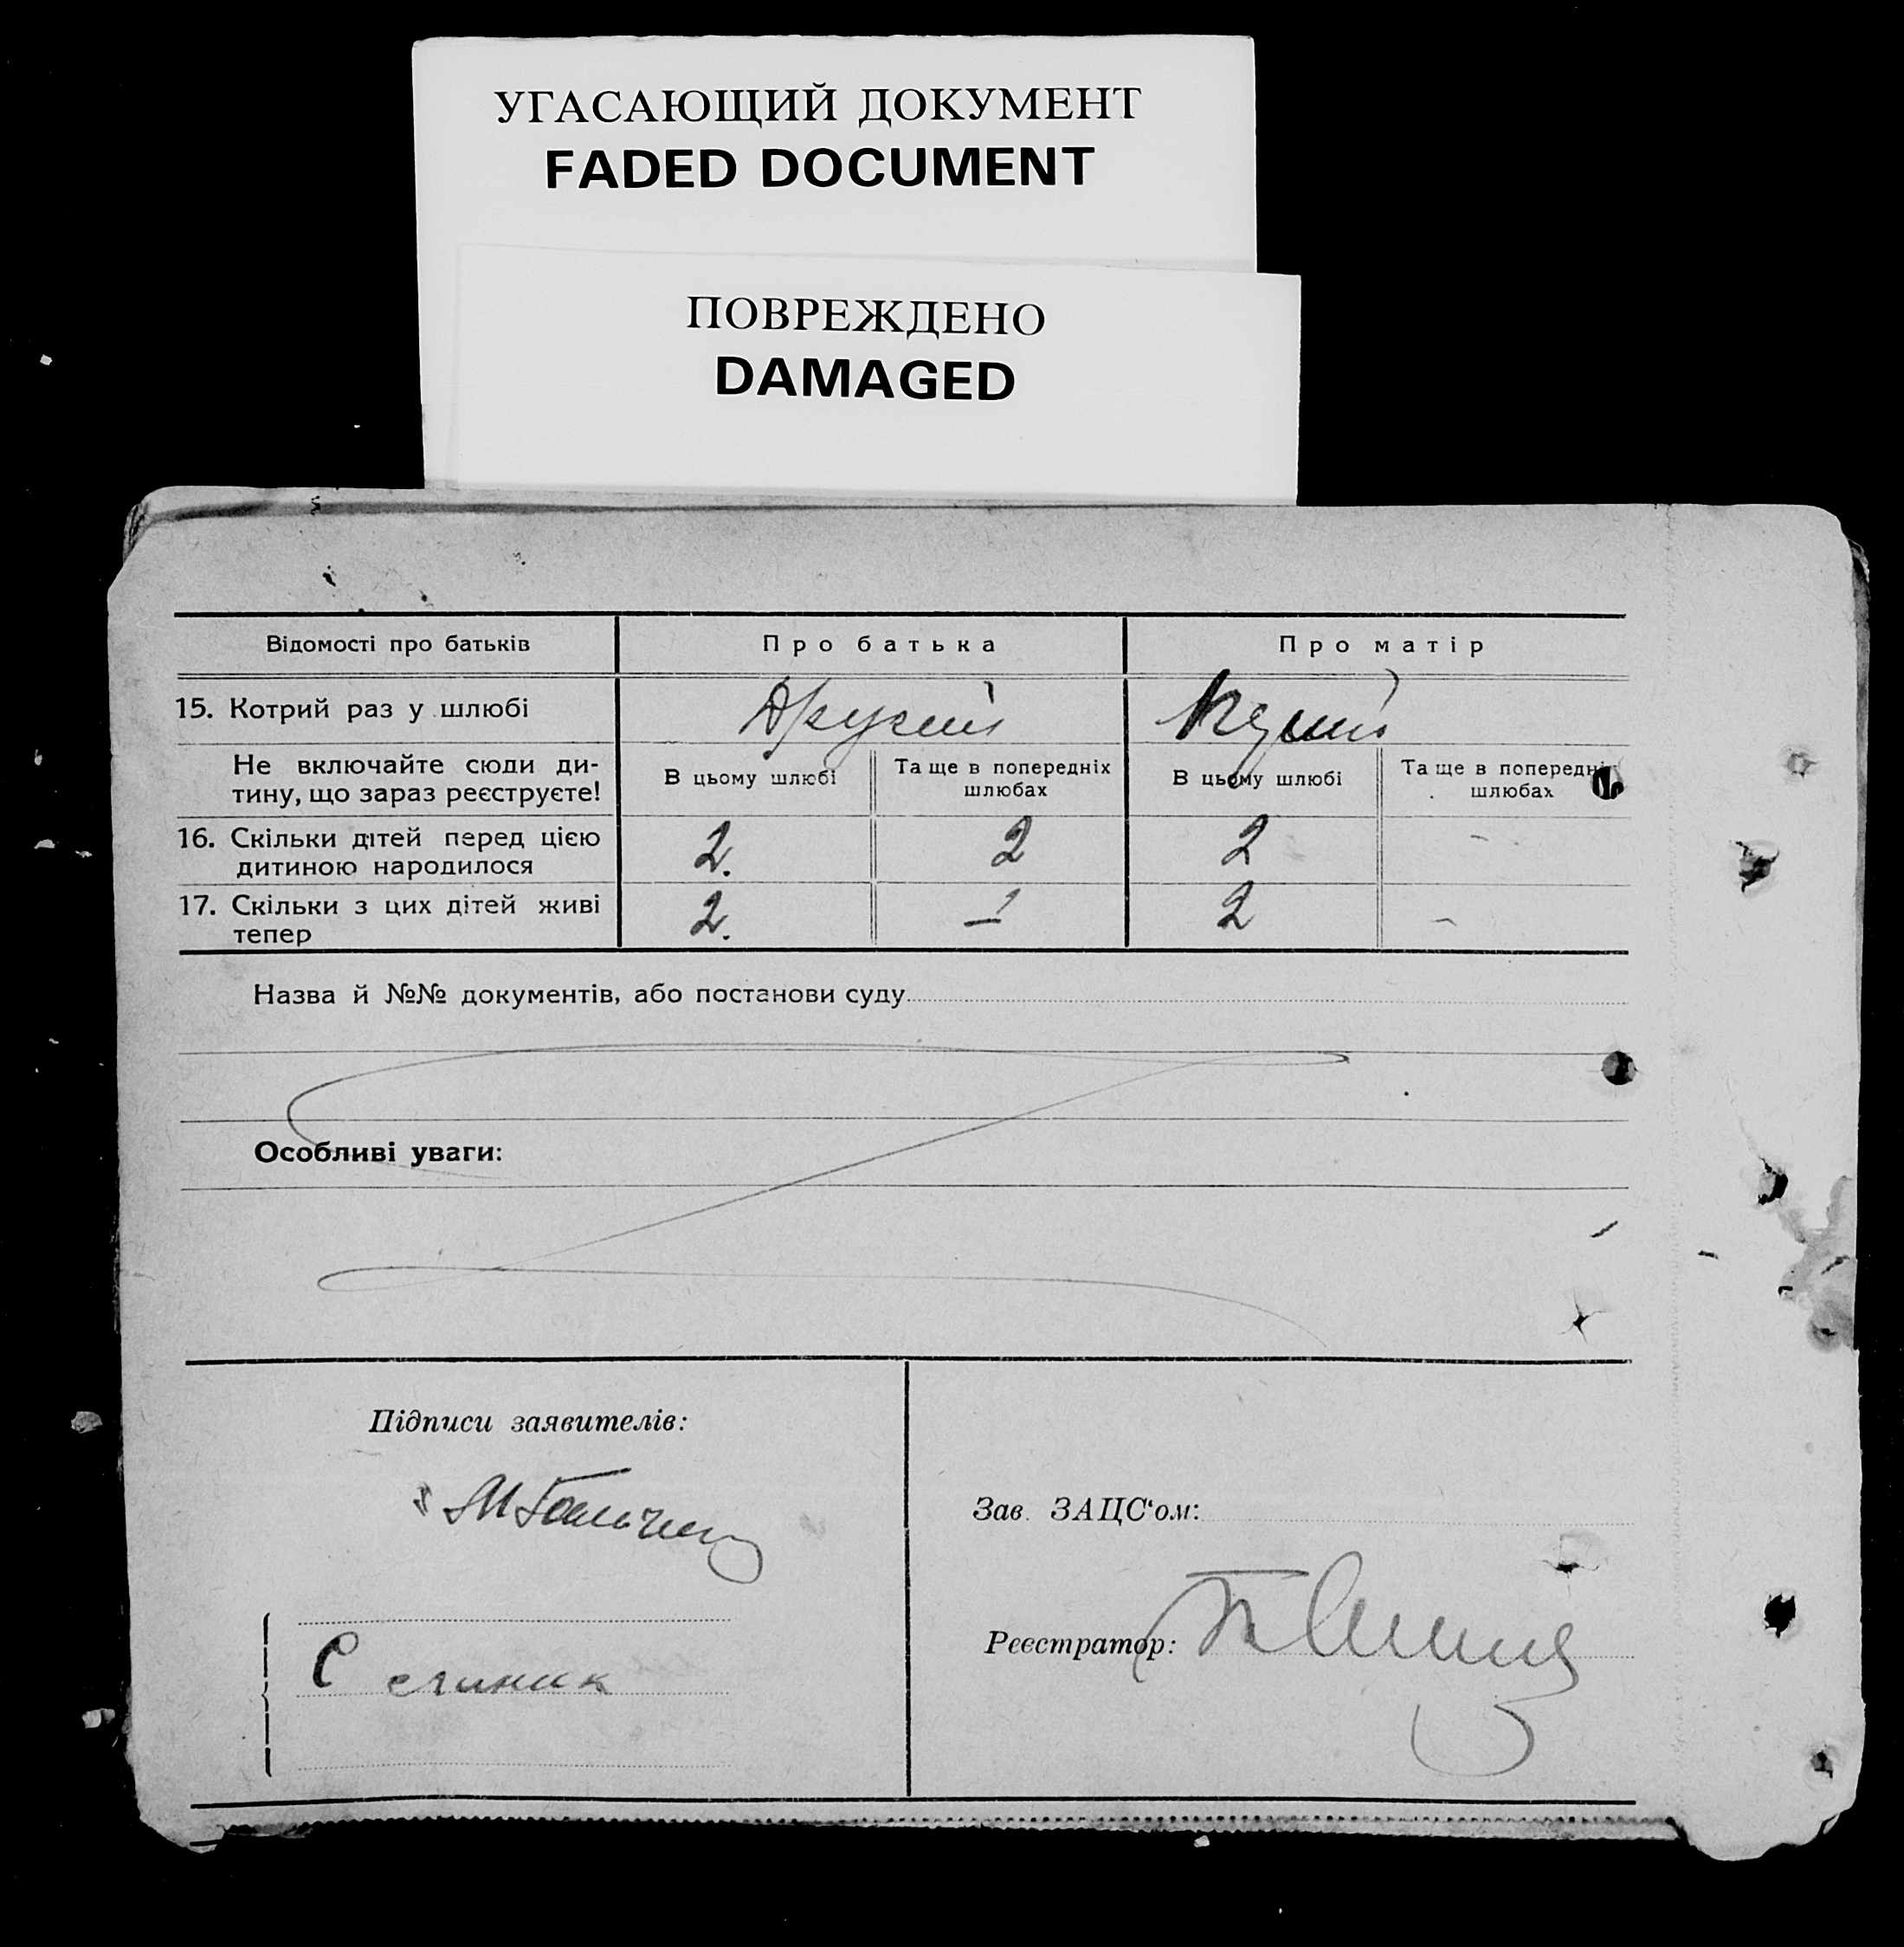 УГАСАЮЩИЙ ДОКУМЕНТ
FADED DOCUMENT
ПОВРЕЖДЕНО
DAMAGED
Відомості про батьків Про батька Про матір
15. Котрий раз у шлюбі другий
Не включайте сюди ди-
тину, що зараз реєструєте!
В цьому шлюбі Та ще в попередніх
шлюбах
В цьому шлюбі Та ще в попередніх
шлюбах
16. Скільки дітей перед цією
дитиною народилося 2. 2 2 -
17. Скільки з цих дітей живі
тепер 2. 1 2 -
Назва й №№ документів, або постанови суду
Особливі уваги:
Підписи заявителів:
Зав. ЗАЦС'ом:
Реєстратор: